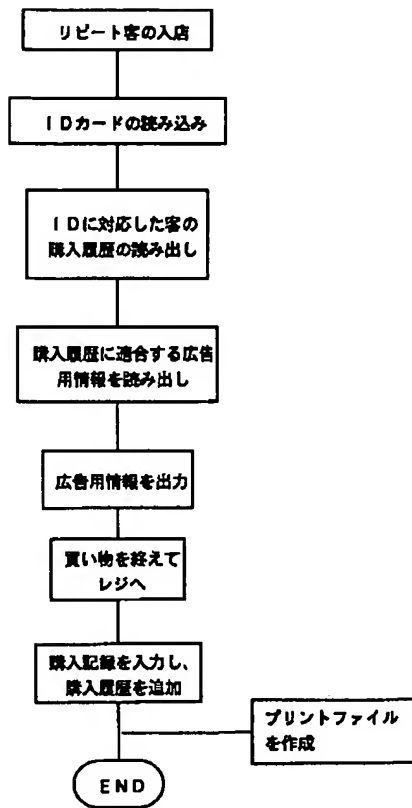 リピート客の入店
IDカードの読み込み
IDに対応した客の
購入履歴の読み出し
購入履歴に適合する広告
用情報を読み出し
広告用情報を出力
買い物を終えて
レジへ
購入記録を入力し、
購入履歴を追加
プリントファイル
を作成
END